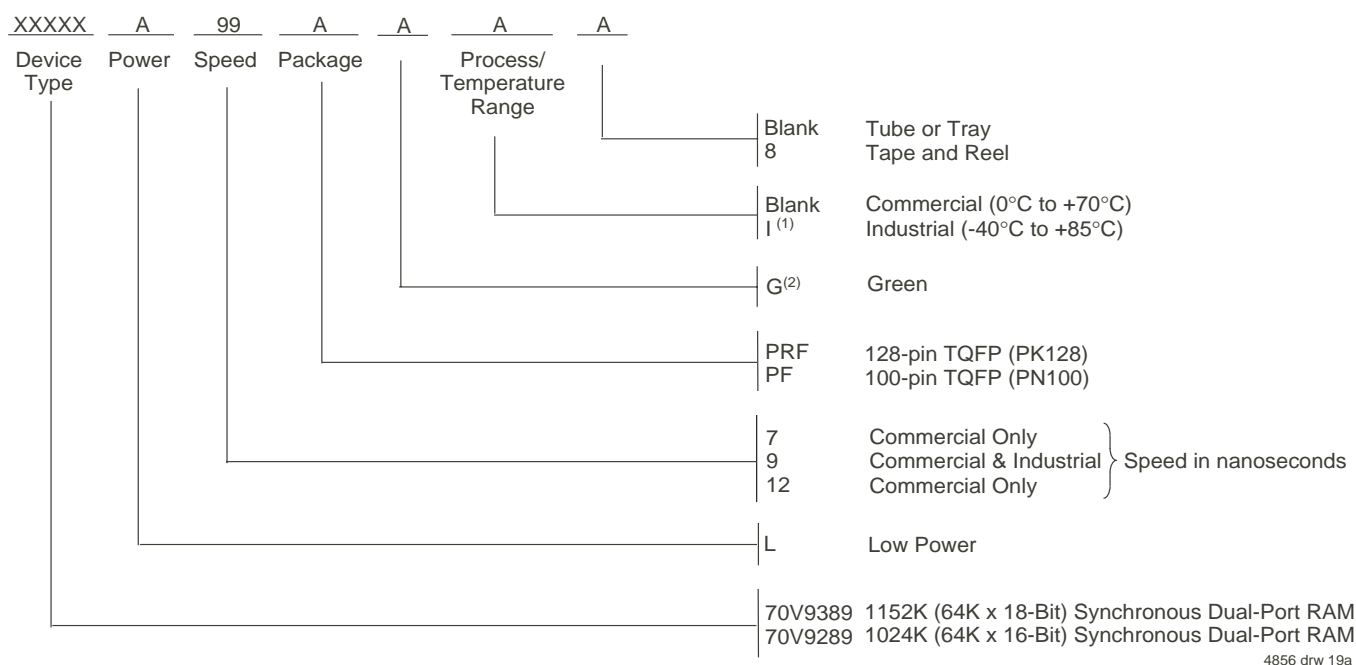 XXXXX A 99 A A A A
Device Type Power Speed Package Process/ Temperature Range
Blank Tube or Tray
8 Tape and Reel
Blank Commercial (0°C to +70°C)
I(1) Industrial (-40°C to +85°C)
G(2) Green
PRF 128-pin TQFP (PK128)
PF 100-pin TQFP (PN100)
7 Commercial Only
9 Commercial & Industrial Speed in nanoseconds
12 Commercial Only
L Low Power
70V9389 1152K (64K x 18-Bit) Synchronous Dual-Port RAM
70V9289 1024K (64K x 16-Bit) Synchronous Dual-Port RAM
4856 drw 19a